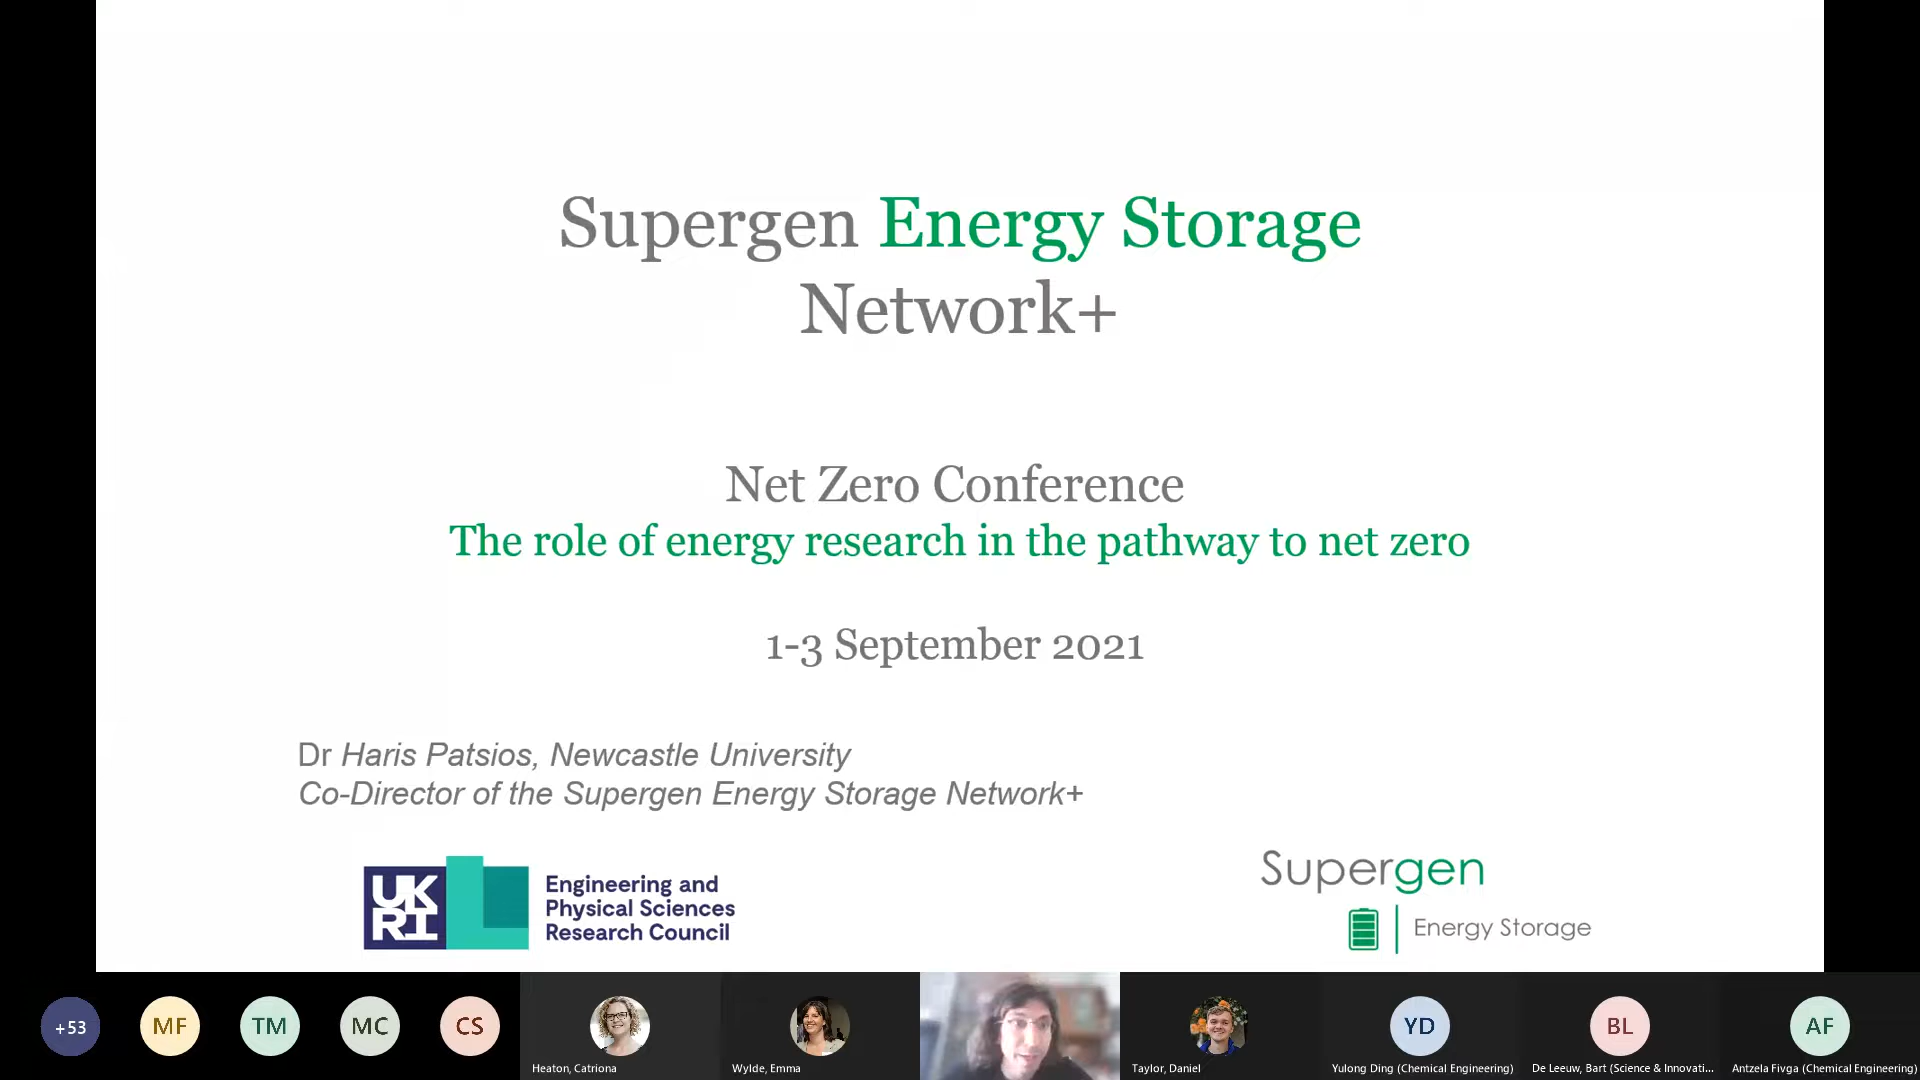 Supergen Energy Storage
Network+
Net Zero Conference
The role of energy research in the pathway to net zero
1-3 September 2021
Dr Haris Patsios, Newcastle University
Co-Director of the Supergen Energy Storage Network+
UK
RI
Engineering and
Physical Sciences
Research Council
Supergen
Energy Storage
+53
MF
TM
MC
CS
Heaton, Catriona
Wylde, Emma
Taylor, Daniel
YD
Yulong Ding (Chemical Engineering)
BL
De Leeuw, Bart (Science & Innovati...
AF
Antzela Fivga (Chemical Engineering)